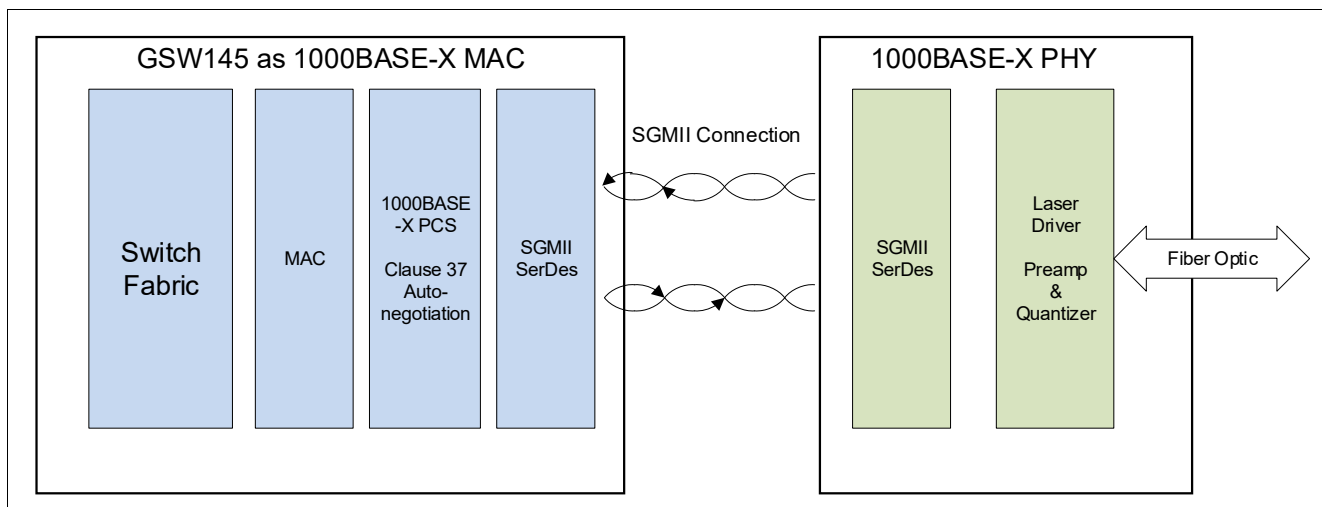 GSW145 as 1000BASE-X MAC
Switch
Fabric
MAC
1000BASE
-X PCS
Clause 37
Auto-
negotiation
SGMII
SerDes
SGMII Connection
1000BASE-X PHY
SGMII
SerDes
Laser
Driver
Preamp
&
Quantizer
Fiber Optic